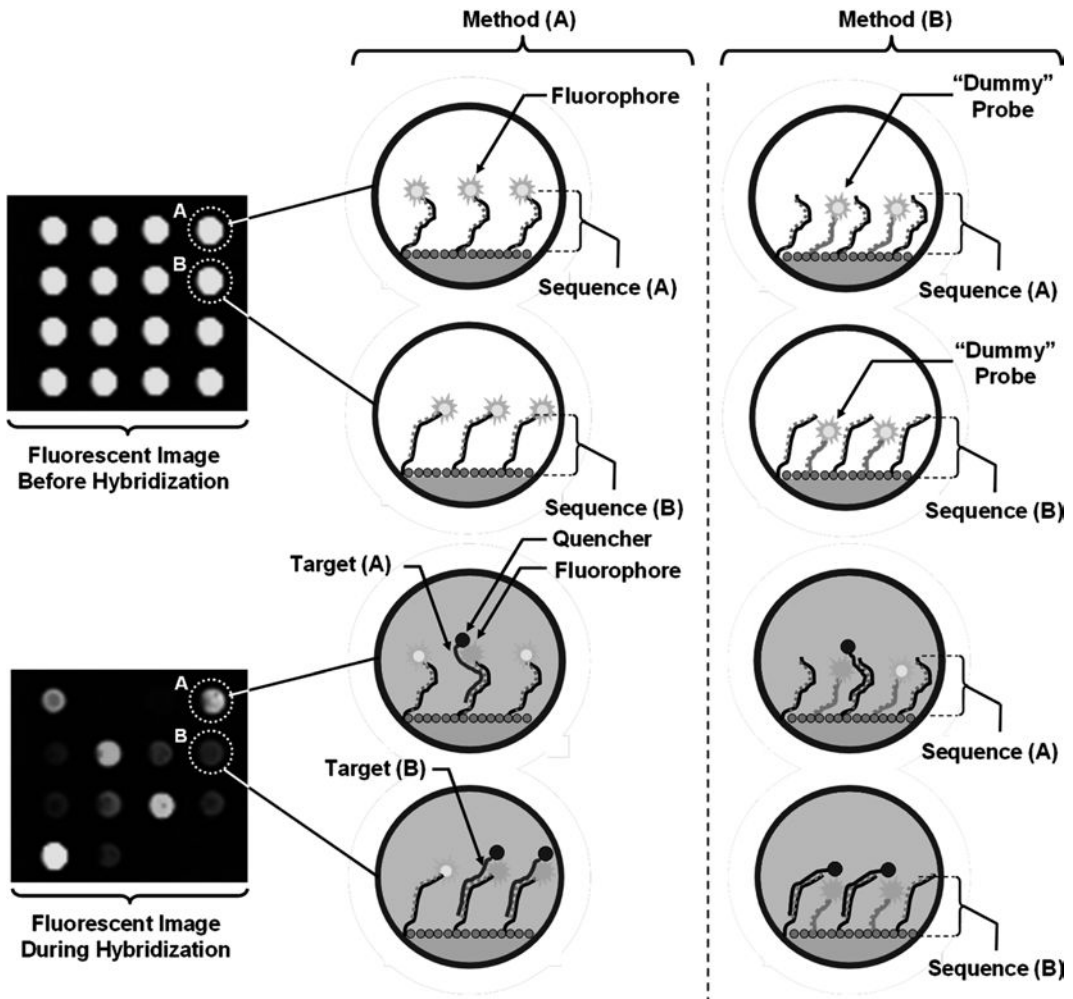 Method (A)
Method (B)
Fluorophore
"Dummy"
Probe
A
B
Sequence (A)
Sequence (A)
"Dummy"
Probe
Fluorescent Image
Before Hybridization
Sequence (B)
Sequence (B)
Quencher
Target (A)
Fluorophore
A
B
Sequence (A)
Target (B)
Fluorescent Image
During Hybridization
Sequence (B)